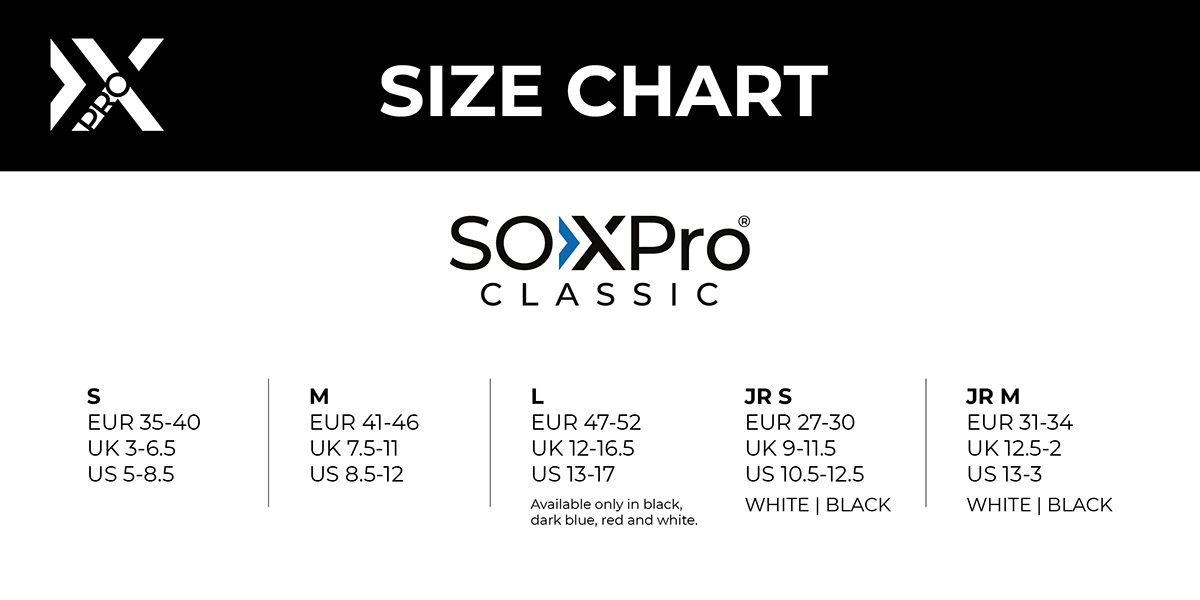 PRO
SIZE CHART
SOXPro®
CLASSIC
S
EUR 35-40
UK 3-6.5
US 5-8.5
M
EUR 41-46
UK 7.5-11
US 8.5-12
L
EUR 47-52
UK 12-16.5
US 13-17
Available only in black,
dark blue, red and white.
JR S
EUR 27-30
UK 9-11.5
US 10.5-12.5
WHITE | BLACK
JR M
EUR 31-34
UK 12.5-2
US 13-3
WHITE | BLACK